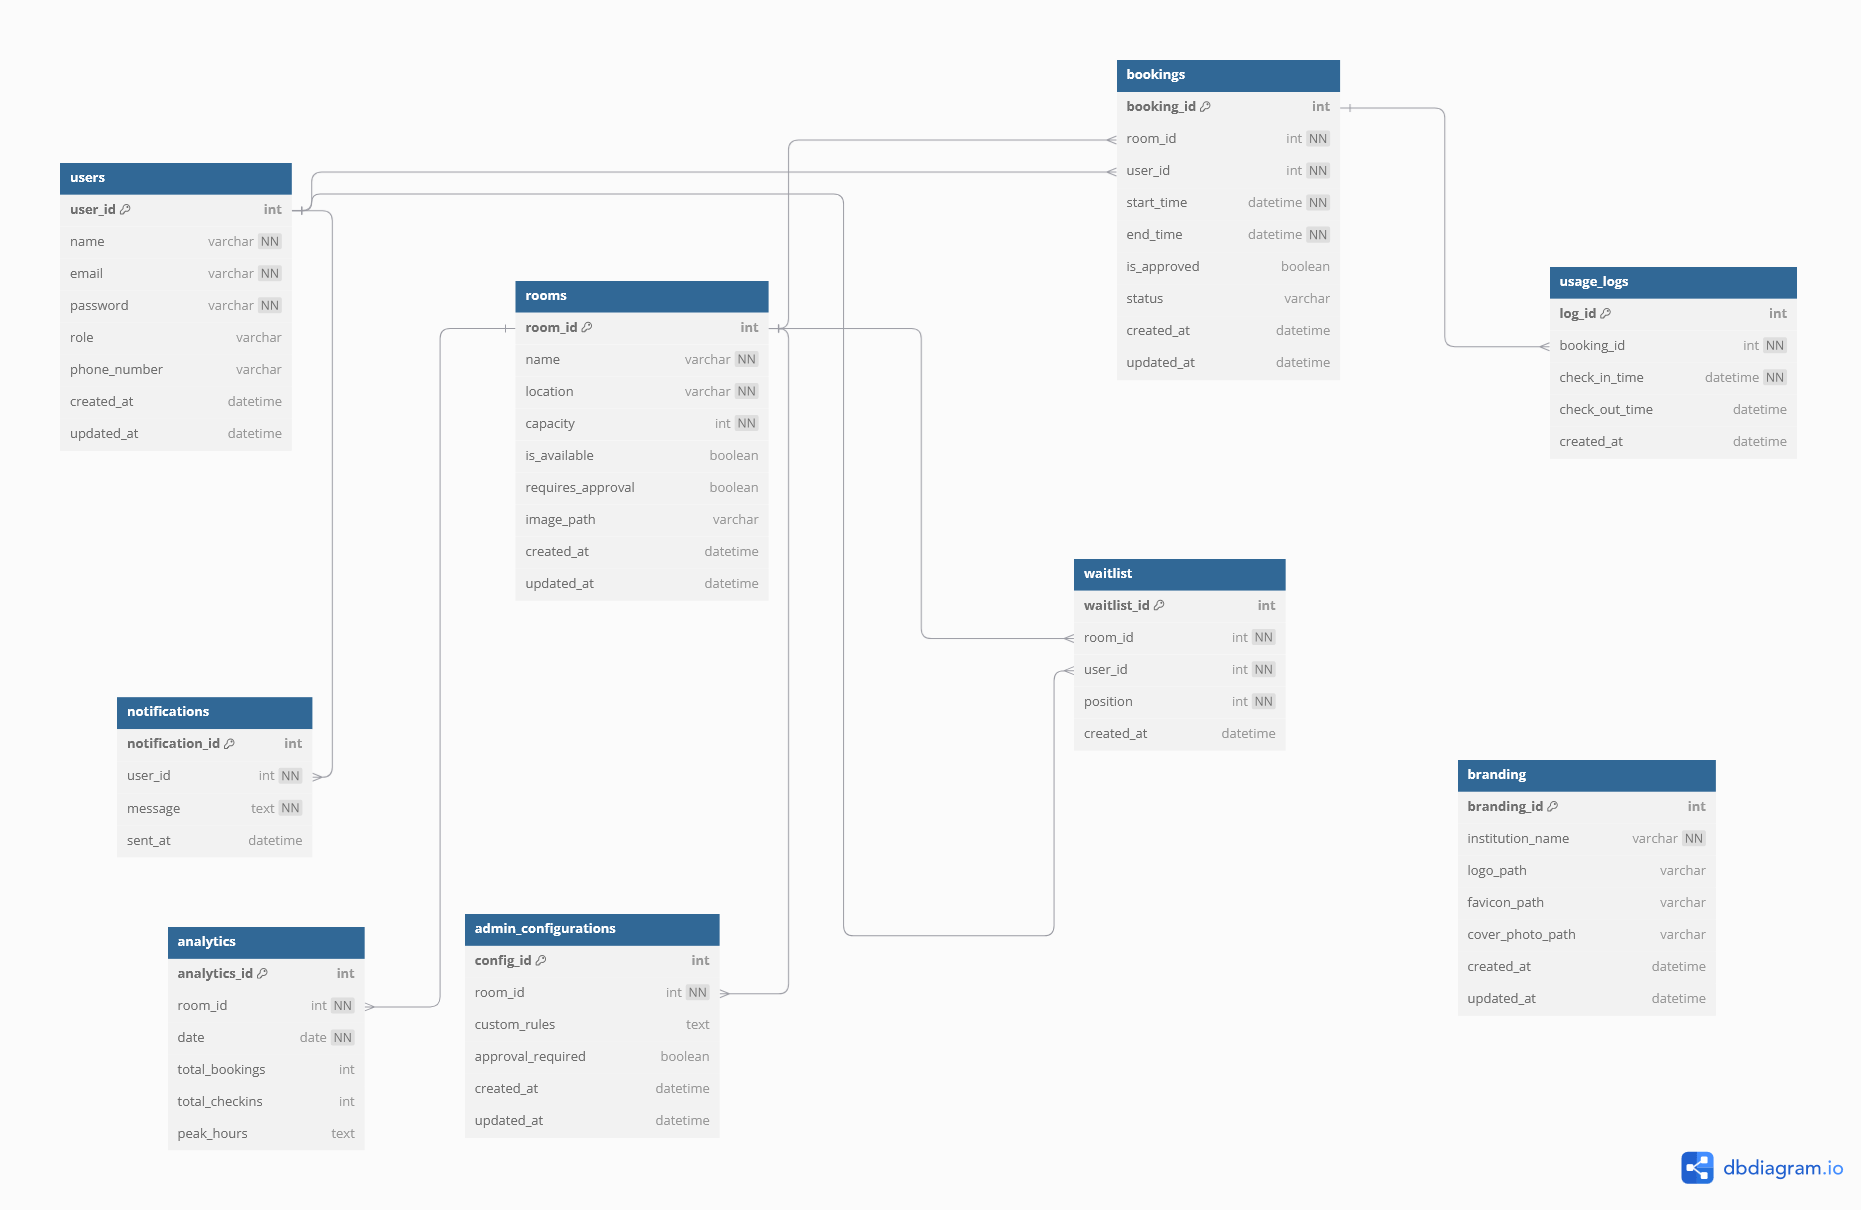 bookings
booking_id int
room_id int NN
user_id int NN
start_time datetime NN
end_time datetime NN
is_approved boolean
status varchar
created_at datetime
updated_at datetime
users
user_id int
name varchar NN
email varchar NN
password varchar NN
role varchar
phone_number varchar
created_at datetime
updated_at datetime
rooms
room_id int
name varchar NN
location varchar NN
capacity int NN
is_available boolean
requires_approval boolean
image_path varchar
created_at datetime
updated_at datetime
usage_logs
log_id int
booking_id int NN
check_in_time datetime NN
check_out_time datetime
created_at datetime
waitlist
waitlist_id int
room_id int NN
user_id int NN
position int NN
created_at datetime
notifications
notification_id int
user_id int NN
message text NN
sent_at datetime
branding
branding_id int
institution_name varchar NN
logo_path varchar
favicon_path varchar
cover_photo_path varchar
created_at datetime
updated_at datetime
analytics
analytics_id int
room_id int NN
date date NN
total_bookings int
total_checkins int
peak_hours text
admin_configurations
config_id int
room_id int NN
custom_rules text
approval_required boolean
created_at datetime
updated_at datetime
dbdiagram.io